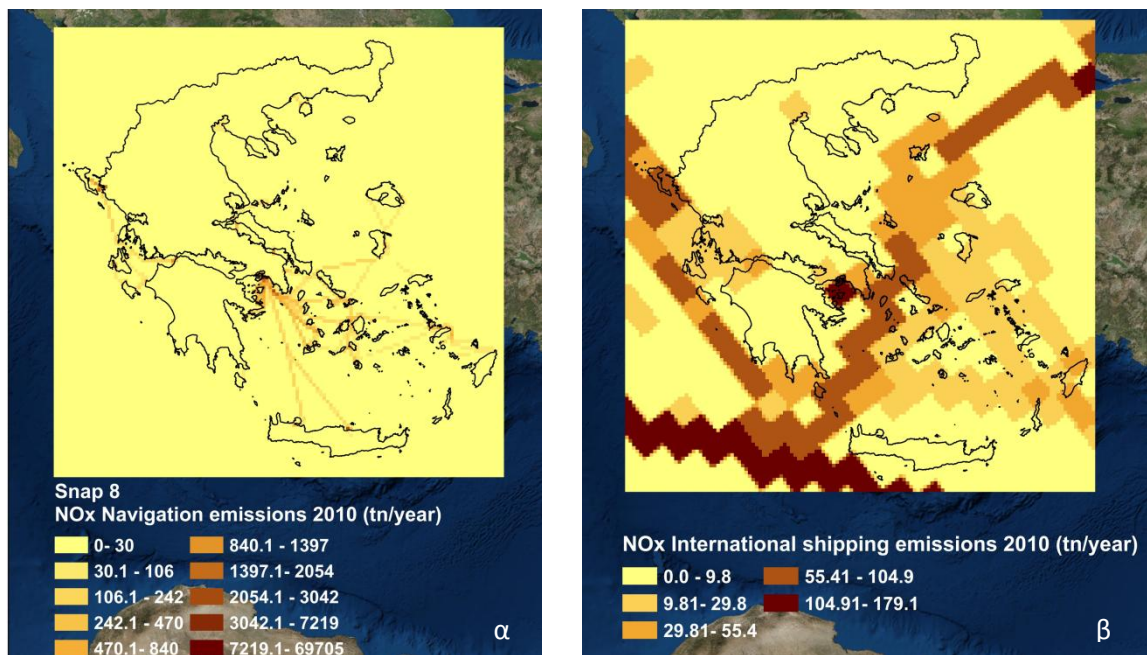 Snap 8
NOx Navigation emissions 2010 (tn/year)
0- 30
30.1 - 106
106.1 - 242
242.1 - 470
470.1- 840
840.1 - 1397
1397.1- 2054
2054.1 - 3042
3042.1 - 7219
7219.1- 69705
α
NOx International shipping emissions 2010 (tn/year)
0.0 - 9.8
9.81- 29.8
29.81- 55.4
55.41 - 104.9
104.91- 179.1
β